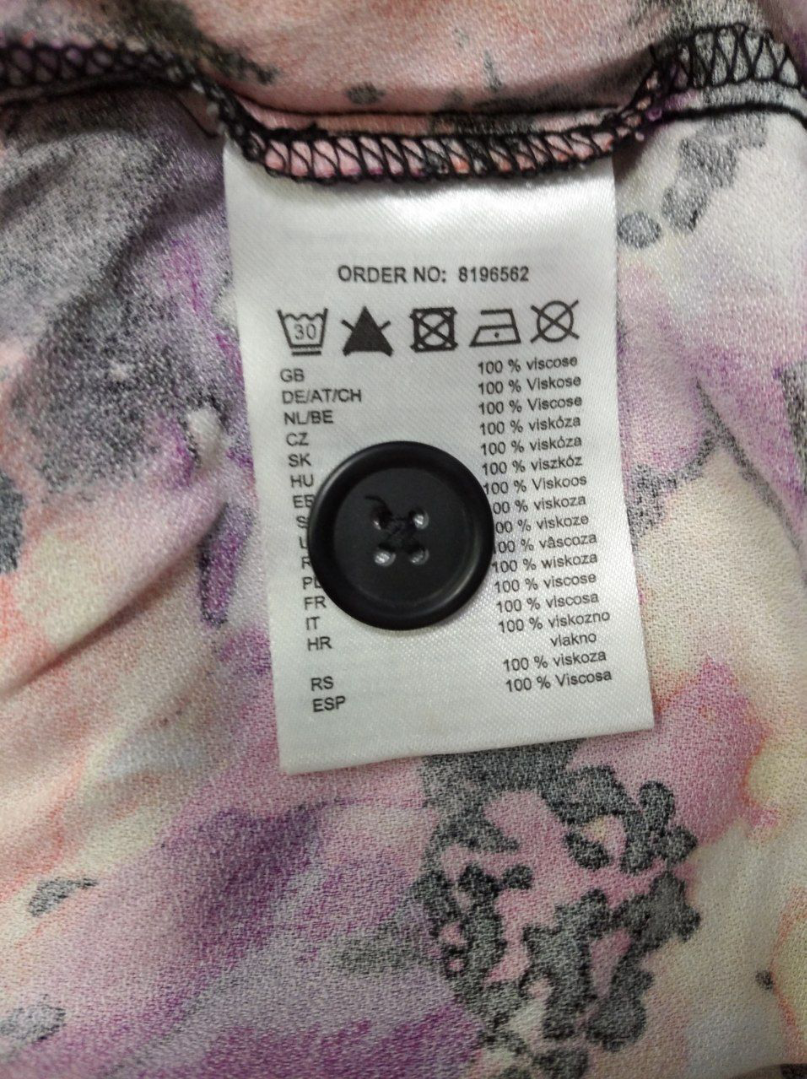 ORDER NO: 8196562
30
GB 100 % viscose
DE/AT/CH 100 % Viskose
NL/BE 100 % Viscose
CZ 100 % viskóza
SK 100 % viskóza
HU 100 % viszkóz
100 % Viskoos
00 % viskoza
00 % viskoze
00 % vâscoza
100 % wiskoza
FR 100 % viscose
IT 100 % viscosa
HR 100 % viskozno
vlakno
RS 100 % viskoza
ESP 100 % Viscosa